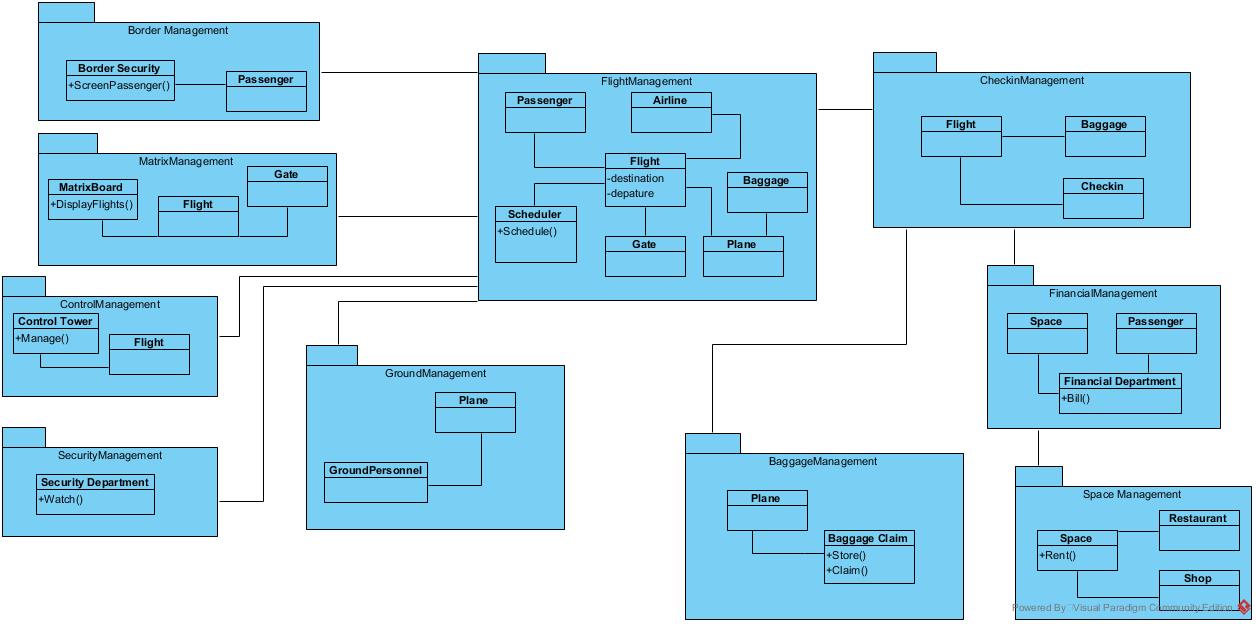 Border Management
Border Security
+ScreenPassenger()
Passenger
MatrixManagement
MatrixBoard
+DisplayFlights()
Flight
Gate
ControlManagement
Control Tower
+Manage()
Flight
SecurityManagement
Security Department
+Watch()
FlightManagement
Passenger
Airline
Flight
-destination
-depature
Baggage
Scheduler
+Schedule()
Gate
Plane
GroundManagement
Plane
GroundPersonnel
CheckinManagement
Flight
Baggage
Checkin
FinancialManagement
Space
Passenger
Financial Department
+Bill()
BaggageManagement
Plane
Baggage Claim
+Store()
+Claim()
Space Management
Restaurant
Space
+Rent()
Shop
Powered By Visual Paradigm Community Edition